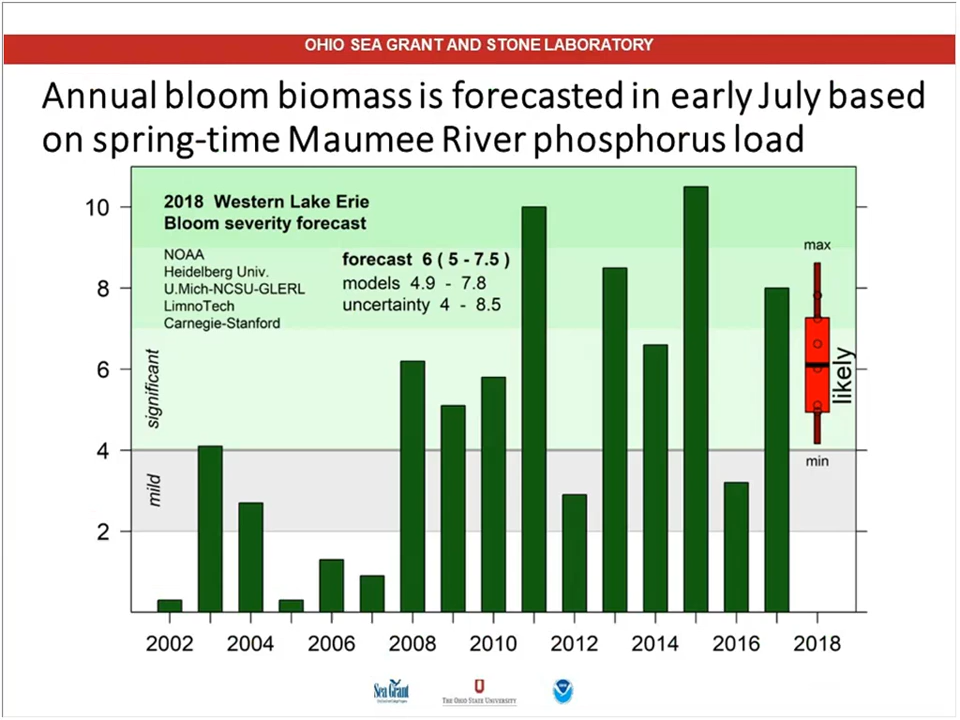 OHIO SEA GRANT AND STONE LABORATORY
Annual bloom biomass is forecasted in early July based
on spring-time Maumee River phosphorus load
2018 Western Lake Erie
Bloom severity forecast
NOAA
Heidelberg Univ.
U.Mich-NCSU-GLERL
LimnoTech
Carnegie-Stanford
forecast 6 ( 5 - 7.5 )
models 4.9 - 7.8
uncertainty 4 - 8.5
10
8
6
4
2
significant
mild
max
likely
min
2002 2004 2006 2008 2010 2012 2014 2016 2018
Sea Grant
THE OHIO STATE UNIVERSITY